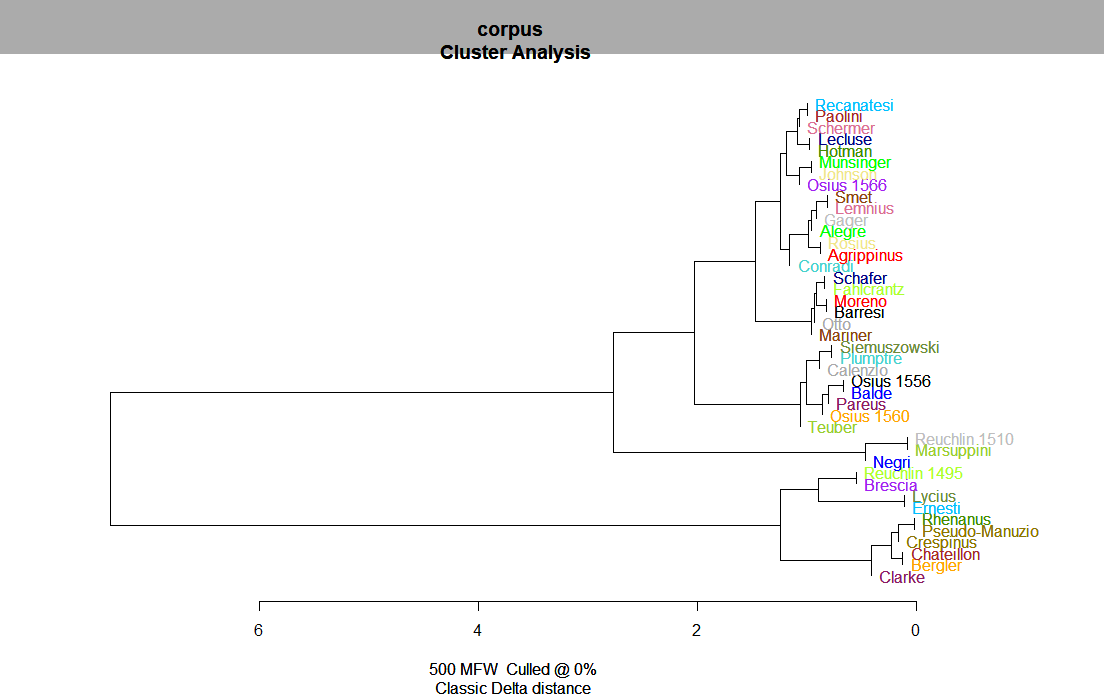 corpus
Cluster Analysis
Recanatesi
Paolini
Schermer
Lecluse
Hotman
Munsinger
Johnson
Osius 1566
Smet
Lemnius
Gager
Alegre
Rosius
Agrippinus
Conradi
Schafer
Fahlcrantz
Moreno
Barresi
Otto
Mariner
Siemuszowski
Plumptre
Calenzio
Osius 1556
Balde
Pareus
Osius 1560
Teuber
Reuchlin 1510
Marsuppini
Negri
Reuchlin 1495
Brescia
Lycius
Ernesti
Rhenanus
Pseudo-Manuzio
Crespinus
Chateillon
Bergler
Clarke
6 4 2 0
500 MFW Culled @ 0%
Classic Delta distance